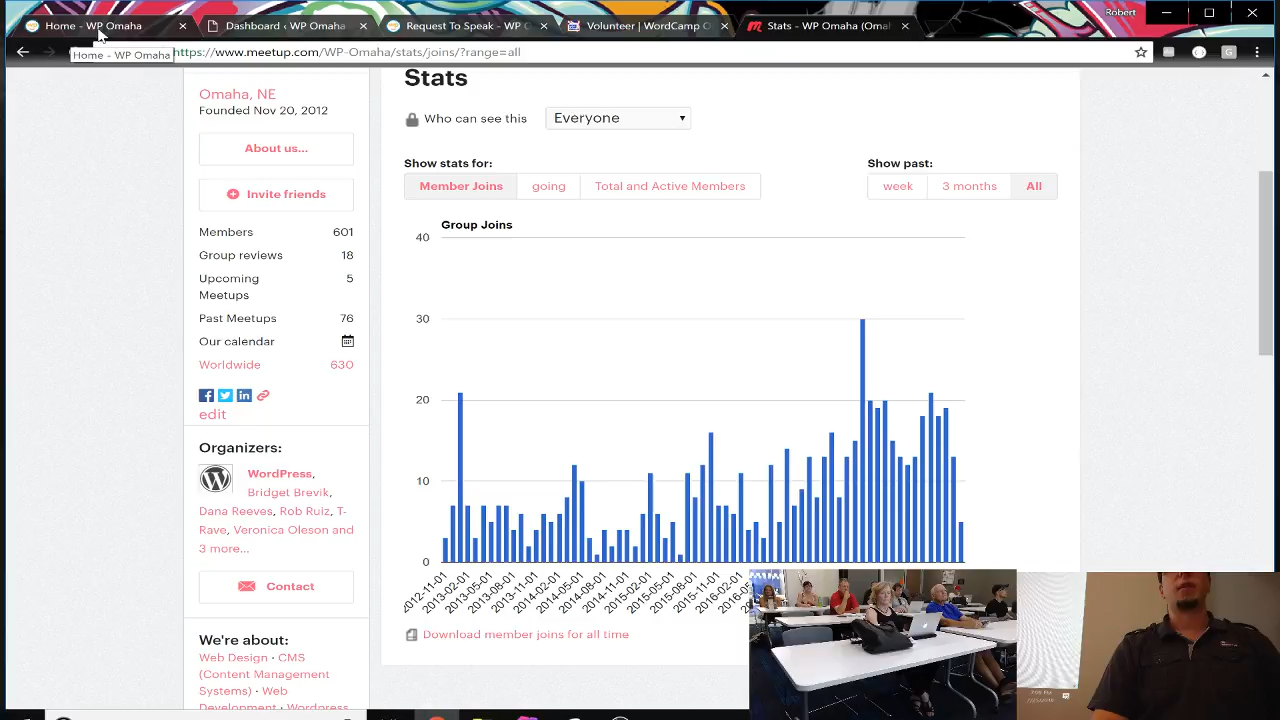 Home - WP Omaha
Dashboard ‹ WP Omaha
Request To Speak - WP O
Volunteer | WordCamp O
Stats - WP Omaha (Omal
Robert
Home - WP Omaha
https://www.meetup.com/WP-Omaha/stats/joins/?range=all
Omaha, NE
Founded Nov 20, 2012
About us...
Invite friends
Members 601
Group reviews 18
Upcoming
Meetups 5
Past Meetups 76
Our calendar
Worldwide 630
edit
Organizers:
WordPress,
Bridget Brevik,
Dana Reeves, Rob Ruiz, T-
Rave, Veronica Oleson and
3 more...
Contact
We're about:
Web Design · CMS
(Content Management
Systems) · Web
Development · Wordpress
Stats
Who can see this Everyone
Show stats for:
Member Joins going Total and Active Members
Show past:
week 3 months All
Group Joins
40
30
20
10
0
2012-11-01
2013-02-01
2013-05-01
2013-08-01
2013-11-01
2014-02-01
2014-05-01
2014-08-01
2014-11-01
2015-02-01
2015-05-01
2015-08-01
2015-11-01
2016-02-01
Download member joins for all time